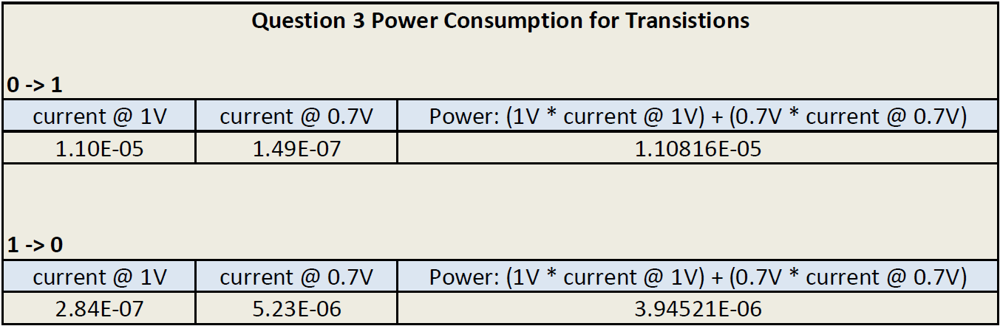 Question 3 Power Consumption for Transistions
0 -> 1
current @ 1V current @ 0.7V Power: (1V * current @ 1V) + (0.7V * current @ 0.7V)
1.10E-05 1.49E-07 1.10816E-05
1 -> 0
current @ 1V current @ 0.7V Power: (1V * current @ 1V) + (0.7V * current @ 0.7V)
2.84E-07 5.23E-06 3.94521E-06